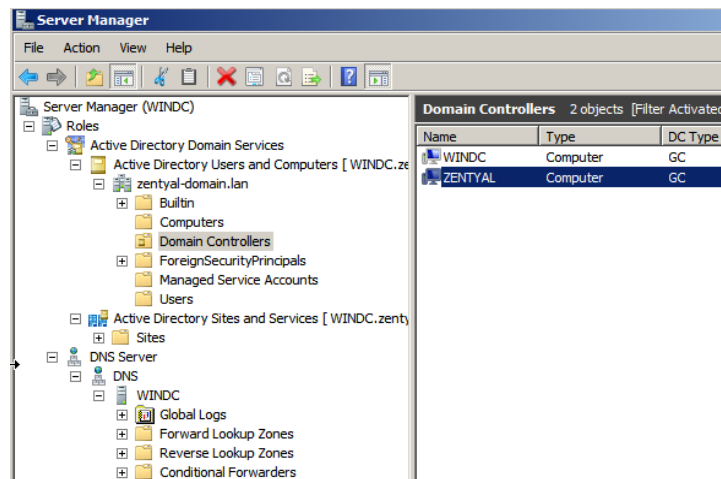 Server Manager
File Action View Help
Server Manager (WINDC)
Roles
Active Directory Domain Services
Active Directory Users and Computers [ WINDC.ze
zentyal-domain.lan
Builtin
Computers
Domain Controllers
ForeignSecurityPrincipals
Managed Service Accounts
Users
Active Directory Sites and Services [ WINDC.zenty
Sites
DNS Server
DNS
WINDC
Global Logs
Forward Lookup Zones
Reverse Lookup Zones
Conditional Forwarders
Domain Controllers 2 objects [Filter Activated
Name Type DC Type
WINDC Computer GC
ZENTYAL Computer GC